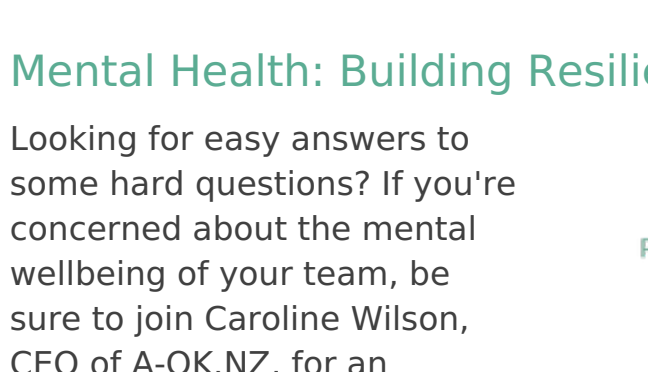 Mental Health: Building
Looking for easy answers to
some hard questions? If you're
concerned about the mental
wellbeing of your team, be
sure to join Caroline Wilson,
CEO of A-OK.NZ, for an